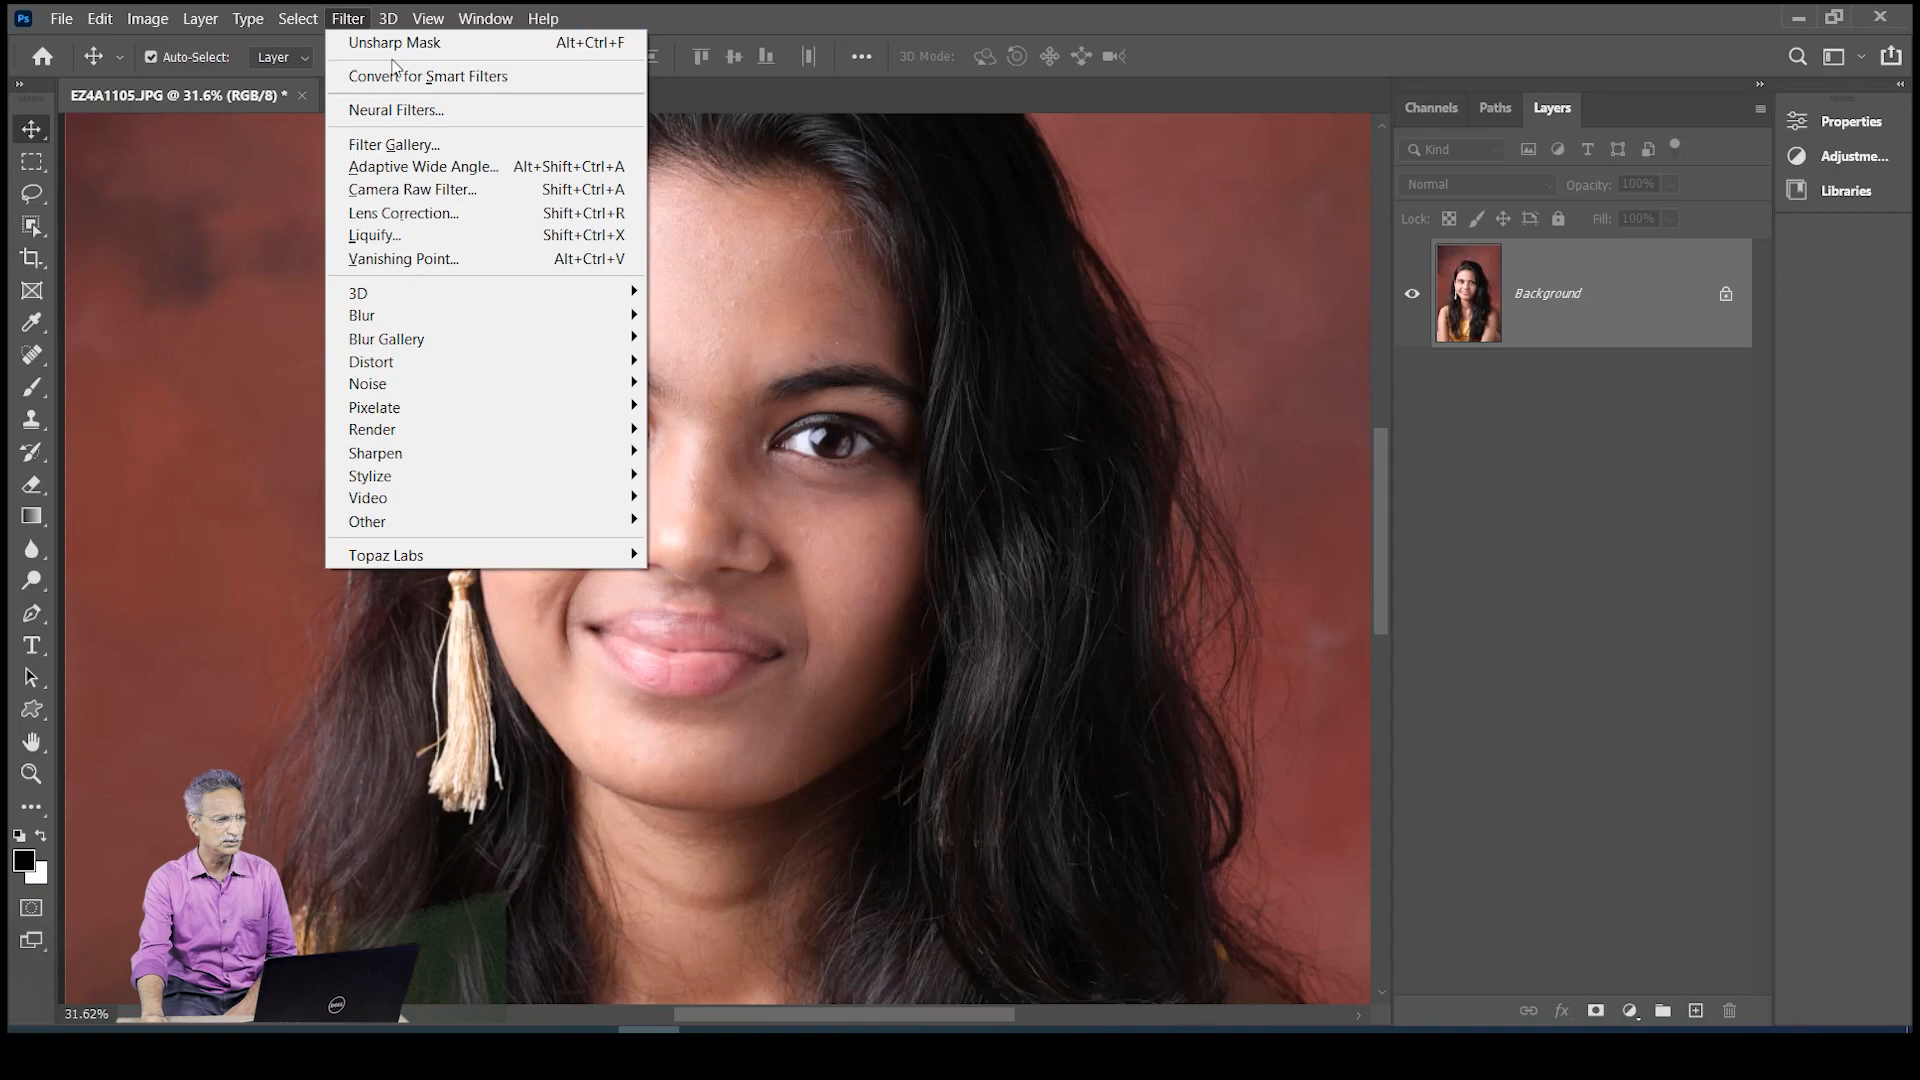 Ps File Edit Image Layer Type Select Filter 3D View Window Help
Auto-Select: Layer 3D Mode:
EZ4A1105.JPG @ 31.6% (RGB/8) *
Unsharp Mask Alt+Ctrl+F
Convert for Smart Filters
Neural Filters...
Filter Gallery...
Adaptive Wide Angle... Alt+Shift+Ctrl+A
Camera Raw Filter... Shift+Ctrl+A
Lens Correction... Shift+Ctrl+R
Liquify... Shift+Ctrl+X
Vanishing Point... Alt+Ctrl+V
3D
Blur
Blur Gallery
Distort
Noise
Pixelate
Render
Sharpen
Stylize
Video
Other
Topaz Labs
Channels Paths Layers
Kind
Normal Opacity: 100%
Lock: Fill: 100%
Background
Properties
Adjustme...
Libraries
DELL
31.62%